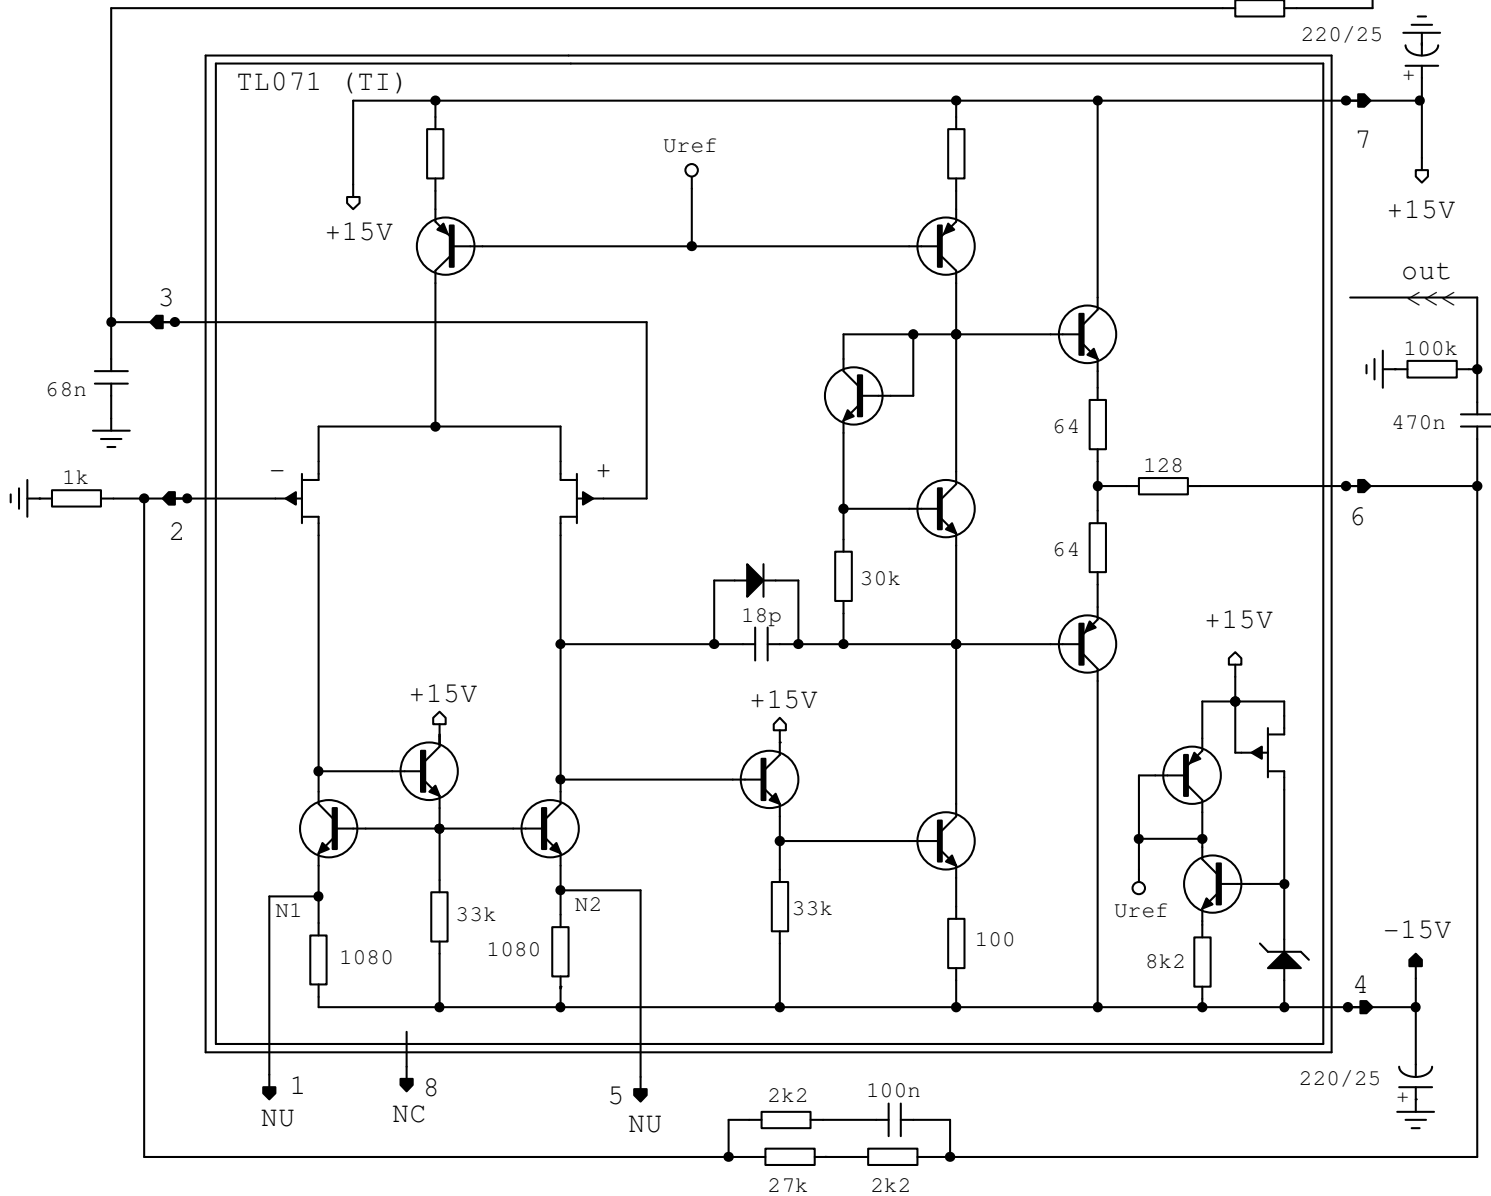 220/25
+
TL071 (TI)
7
Uref
+15V
+15V
out
3
100k
68n
470n
64
1k
-
+
128
2
6
64
30k
18p
+15V
+15V
+15V
N1
33k
N2
33k
Uref
1080
1080
100
8k2
-15V
4
1
8
5
220/25
+
NU
NC
NU
2k2
100n
27k
2k2